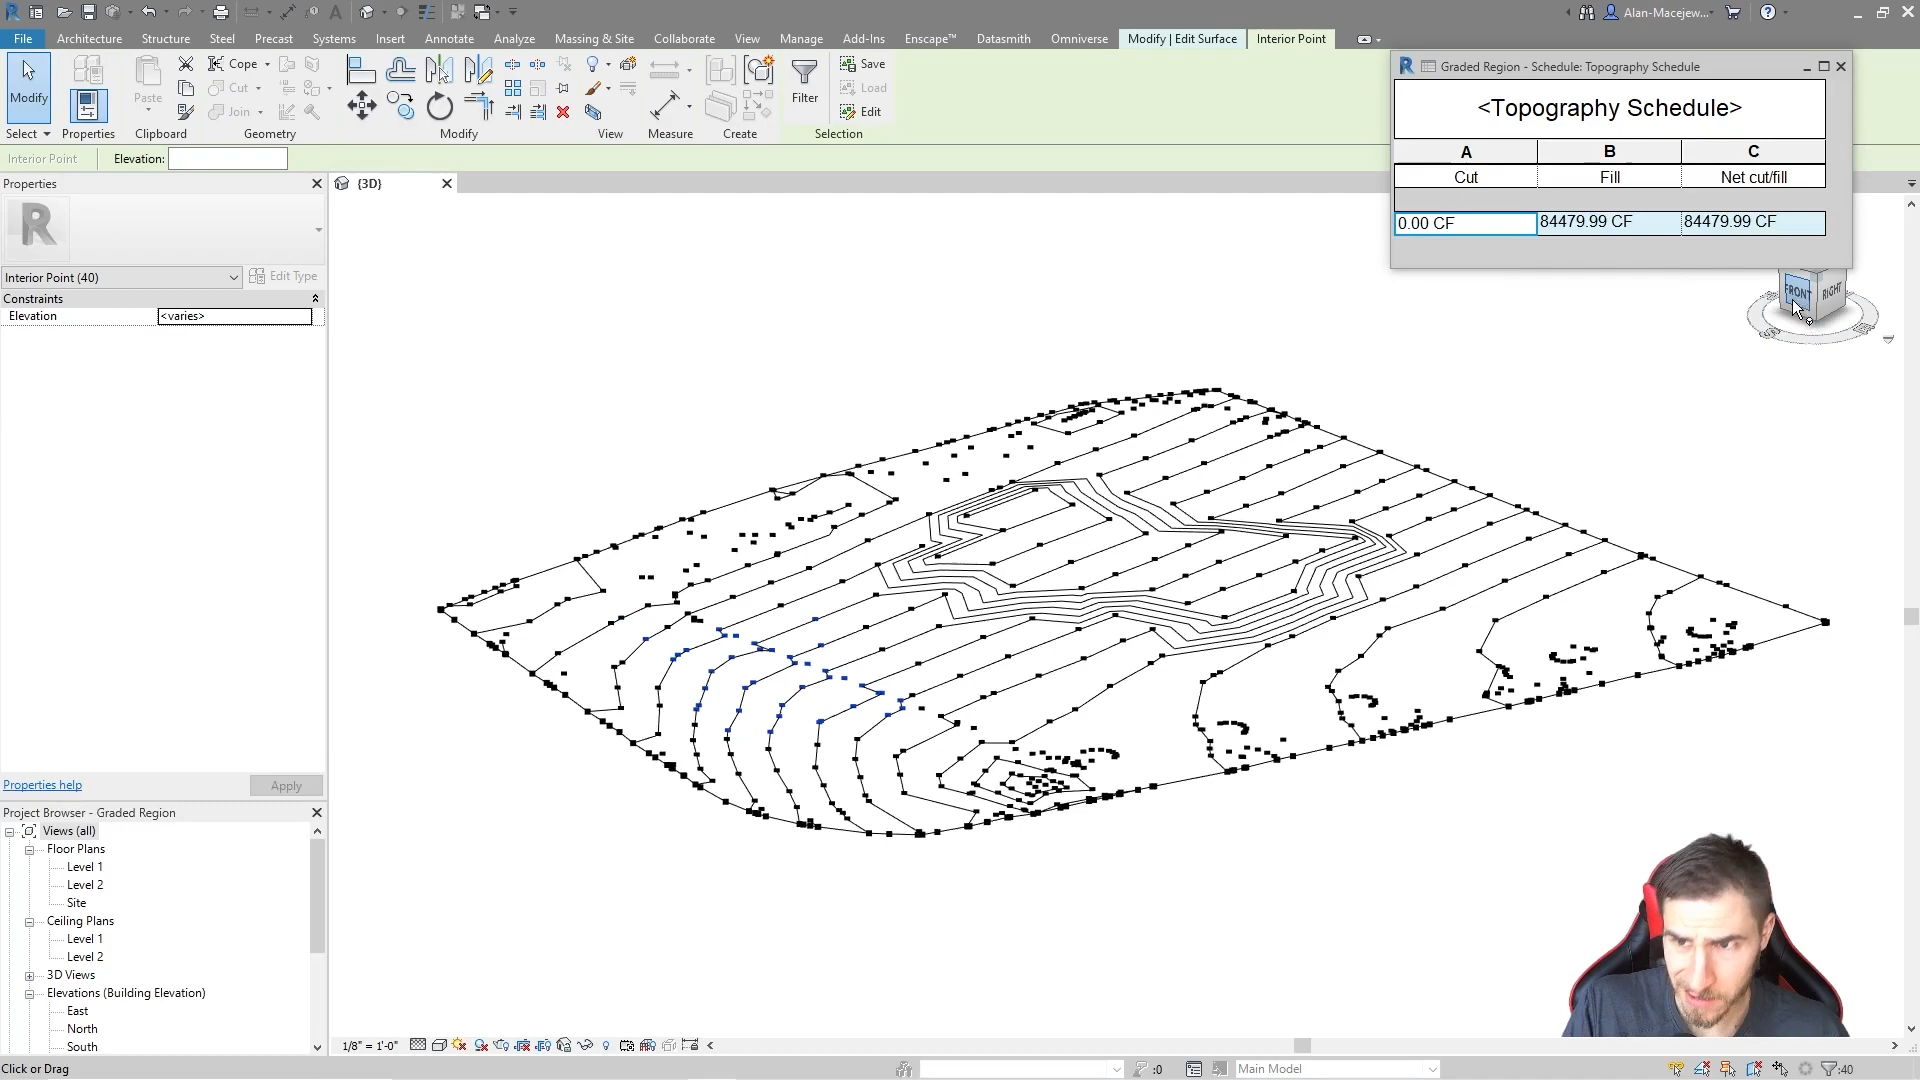 Alan-Macejew...
File Architecture Structure Steel Precast Systems Insert Annotate Analyze Massing & Site Collaborate View Manage Add-Ins Enscape™ Datasmith Omniverse Modify | Edit Surface Interior Point
Modify
Paste
Cope
Cut
Join
Filter
Save
Load
Edit
Select Properties Clipboard Geometry Modify View Measure Create Selection
Interior Point Elevation:
Properties
{3D}
R
Interior Point (40) Edit Type
Constraints
Elevation <varies>
Properties help Apply
Project Browser - Graded Region
Views (all)
Floor Plans
Level 1
Level 2
Site
Ceiling Plans
Level 1
Level 2
3D Views
Elevations (Building Elevation)
East
North
South
Graded Region - Schedule: Topography Schedule
<Topography Schedule>
A B C
Cut Fill Net cut/fill
0.00 CF 84479.99 CF 84479.99 CF
FRONT RIGHT
1/8" = 1'-0"
Click or Drag
:0
Main Model
:40